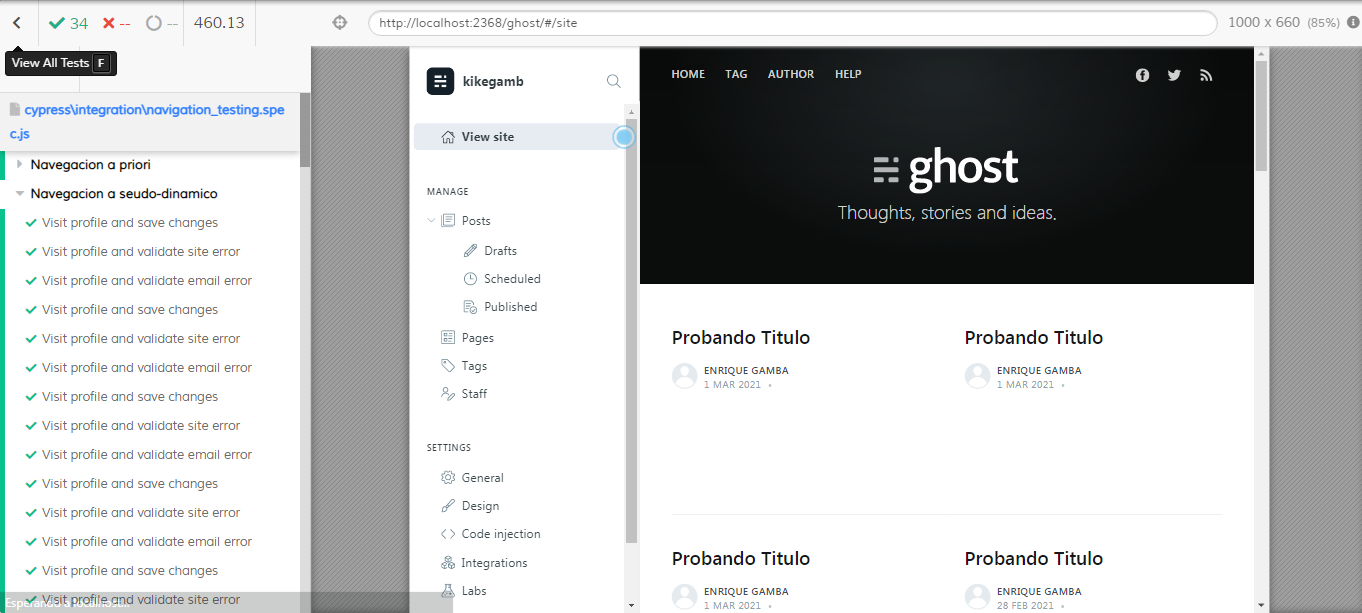 34 -- -- 460.13
http://localhost:2368/ghost/#/site
1000 x 660 (85%)
View All Tests F
cypress\integration\navigation_testing.spe
c.js
Navegacion a priori
Navegacion a seudo-dinamico
Visit profile and save changes
Visit profile and validate site error
Visit profile and validate email error
Visit profile and save changes
Visit profile and validate site error
Visit profile and validate email error
Visit profile and save changes
Visit profile and validate site error
Visit profile and validate email error
Visit profile and save changes
Visit profile and validate site error
Visit profile and validate email error
Visit profile and save changes
Visit profile and validate site error
Esperando a localhost...
kikegamb
View site
MANAGE
Posts
Drafts
Scheduled
Published
Pages
Tags
Staff
SETTINGS
General
Design
Code injection
Integrations
Labs
HOME TAG AUTHOR HELP
ghost
Thoughts, stories and ideas.
Probando Titulo
ENRIQUE GAMBA
1 MAR 2021 •
Probando Titulo
ENRIQUE GAMBA
1 MAR 2021 •
Probando Titulo
ENRIQUE GAMBA
1 MAR 2021 •
Probando Titulo
ENRIQUE GAMBA
28 FEB 2021 •